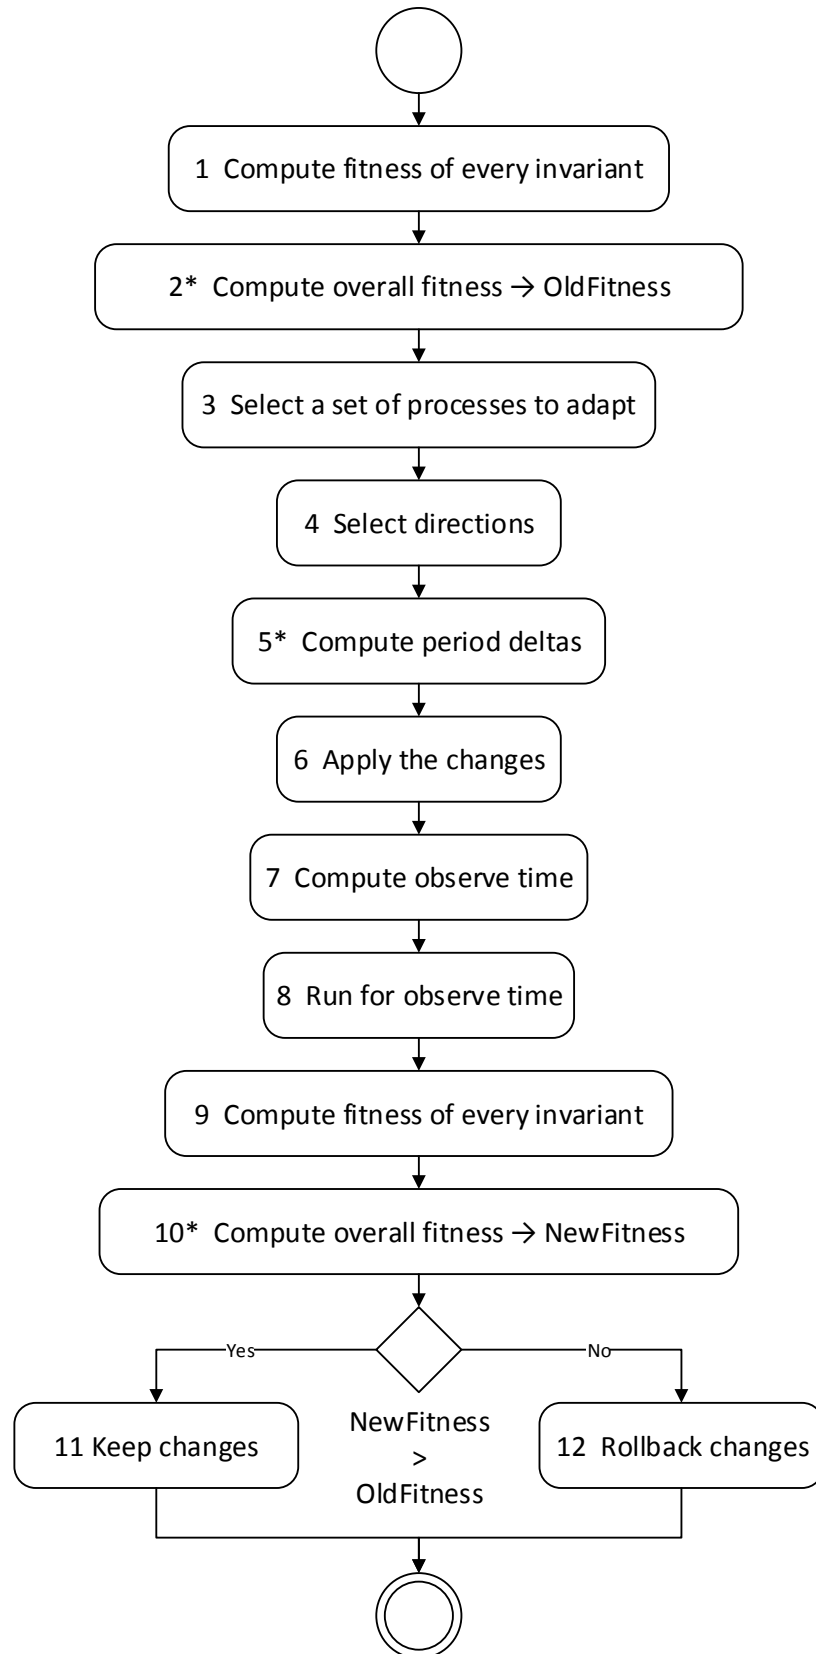 1 Compute fitness of every invariant
2* Compute overall fitness → OldFitness
3 Select a set of processes to adapt
4 Select directions
5* Compute period deltas
6 Apply the changes
7 Compute observe time
8 Run for observe time
9 Compute fitness of every invariant
10* Compute overall fitness → NewFitness
Yes
No
NewFitness
>
OldFitness
11 Keep changes
12 Rollback changes